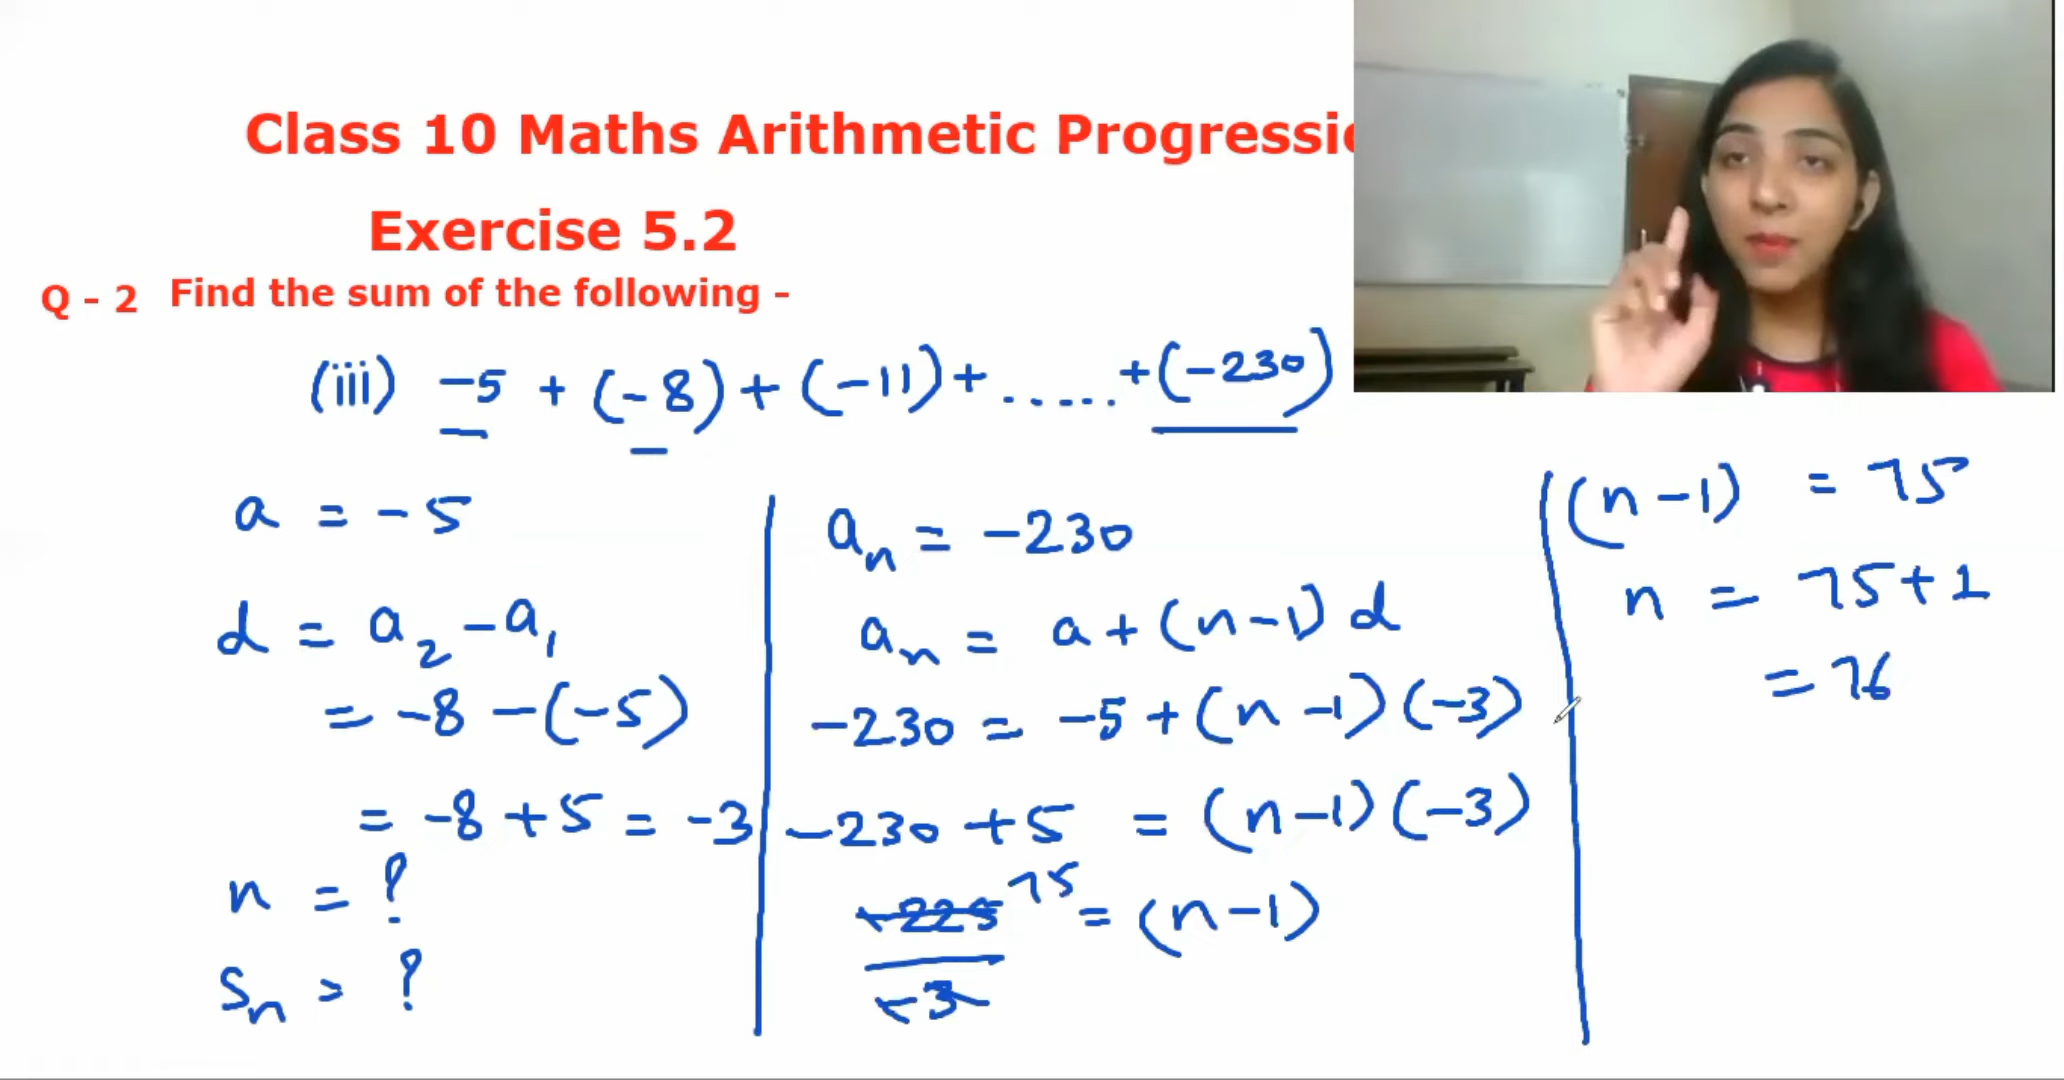 Class 10 Maths Arithmetic Progressio
Exercise 5.2
Q - 2 Find the sum of the following -
(iii) -5 + (-8) + (-11) + ...... + (-230)
a = -5
d = a₂ - a₁
= -8 - (-5)
= -8 + 5 = -3
n = ?
Sₙ = ?
aₙ = -230
aₙ = a + (n-1) d
-230 = -5 + (n-1) (-3)
-230 + 5 = (n-1) (-3)
-225 75 = (n-1)
-3
(n-1) = 75
n = 75+1
= 76